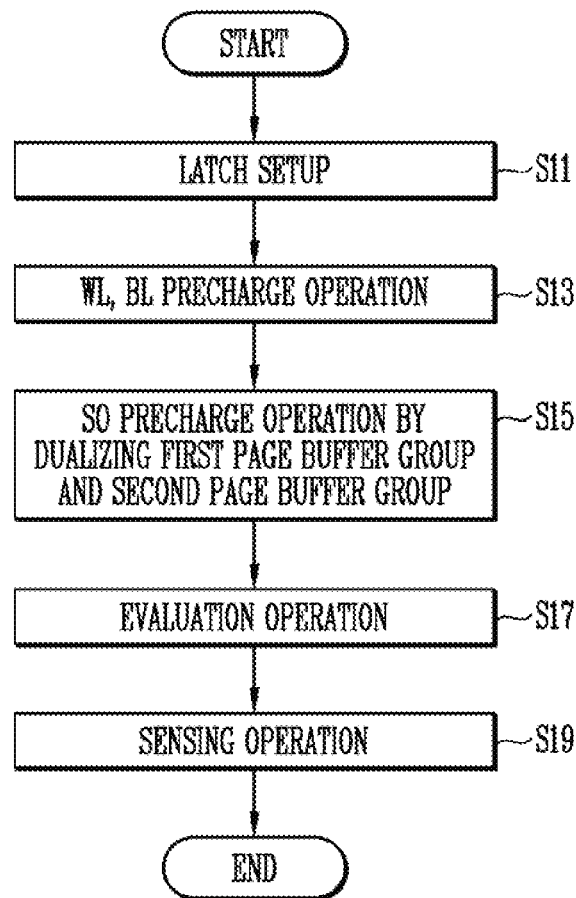 START
LATCH SETUP
S11
WL, BL PRECHARGE OPERATION
S13
SO PRECHARGE OPERATION BY
DUALIZING FIRST PAGE BUFFER GROUP
AND SECOND PAGE BUFFER GROUP
S15
EVALUATION OPERATION
S17
SENSING OPERATION
S19
END